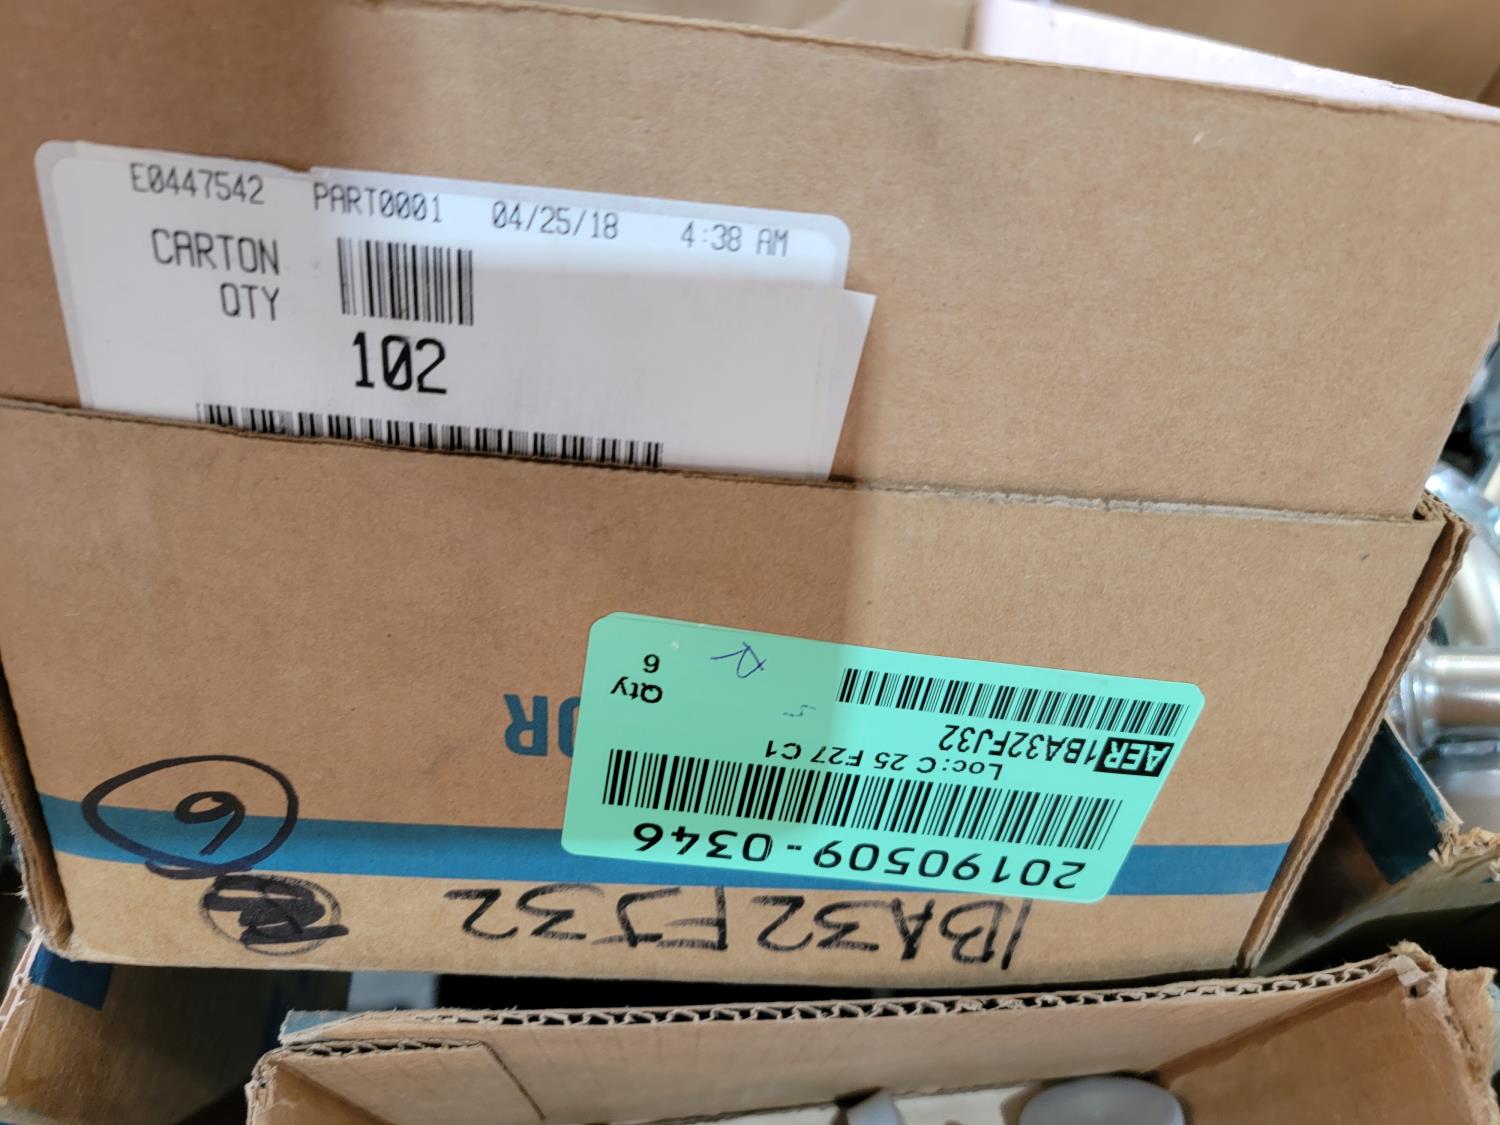 E0447542 PART0001 04/25/18 4:38 AM
CARTON
QTY
102
20190509-0346
Loc:C 25 F27 C1
AER 1BA32FJ32
Qty
6
OR
1BA32FJ32
6